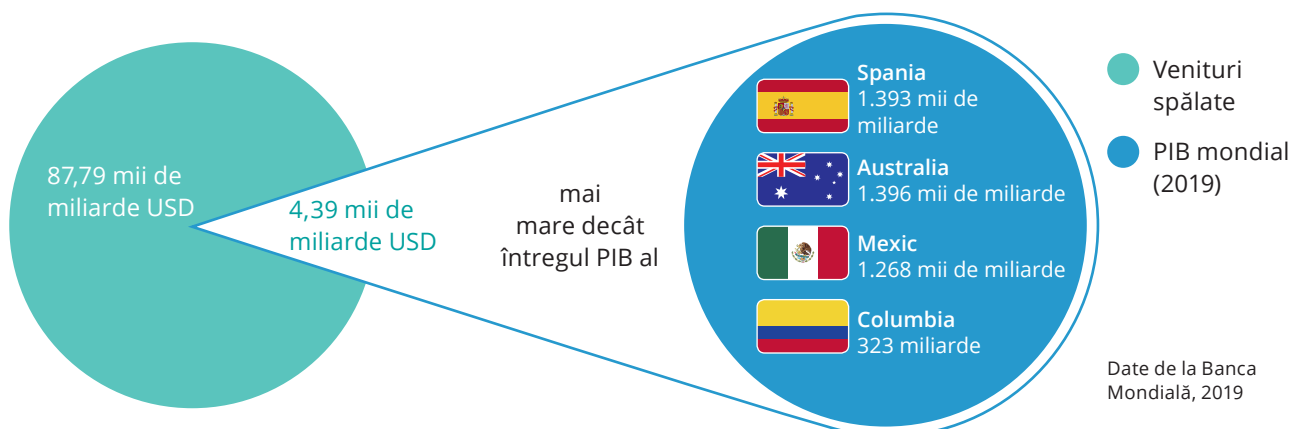 87,79 mii de
miliarde USD
4,39 mii de
miliarde USD
mai
mare decât
întregul PIB al
Spania
1.393 mii de
miliarde
Australia
1.396 mii de miliarde
Mexic
1.268 mii de miliarde
Columbia
323 miliarde
Venituri
spălate
PIB mondial
(2019)
Date de la Banca
Mondială, 2019